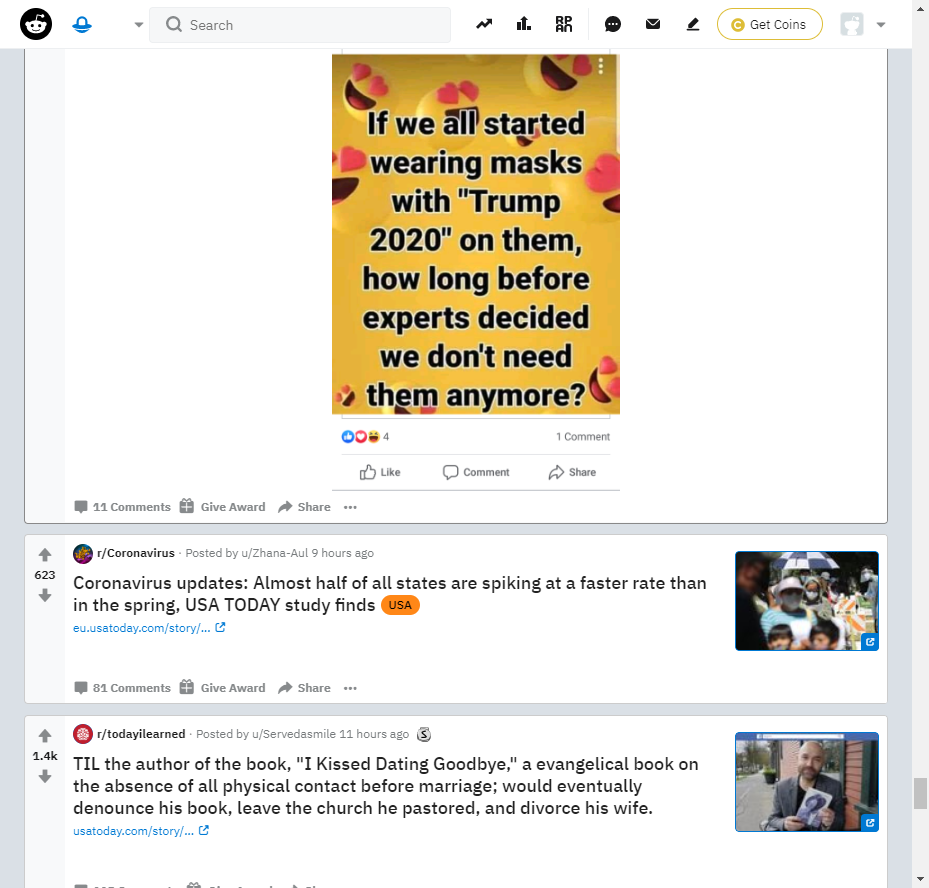 Search
Get Coins
If we all started
wearing masks
with "Trump
2020" on them,
how long before
experts decided
we don't need
them anymore?
4
1 Comment
Like
Comment
Share
11 Comments
Give Award
Share
r/Coronavirus · Posted by u/Zhana-Aul 9 hours ago
623
Coronavirus updates: Almost half of all states are spiking at a faster rate than
in the spring, USA TODAY study finds USA
eu.usatoday.com/story/...
81 Comments
Give Award
Share
r/todayilearned · Posted by u/Servedasmile 11 hours ago
1.4k
TIL the author of the book, "I Kissed Dating Goodbye," a evangelical book on
the absence of all physical contact before marriage; would eventually
denounce his book, leave the church he pastored, and divorce his wife.
usatoday.com/story/...